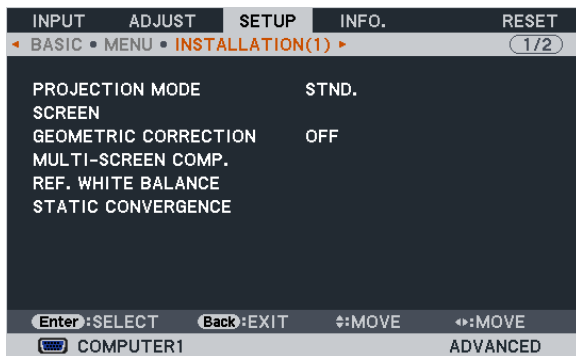 INPUT ADJUST SETUP INFO. RESET
◂ BASIC • MENU • INSTALLATION(1) ▸ 1/2
PROJECTION MODE STND.
SCREEN
GEOMETRIC CORRECTION OFF
MULTI-SCREEN COMP.
REF. WHITE BALANCE
STATIC CONVERGENCE
Enter:SELECT Back:EXIT ♦:MOVE ◂▸:MOVE
COMPUTER1 ADVANCED